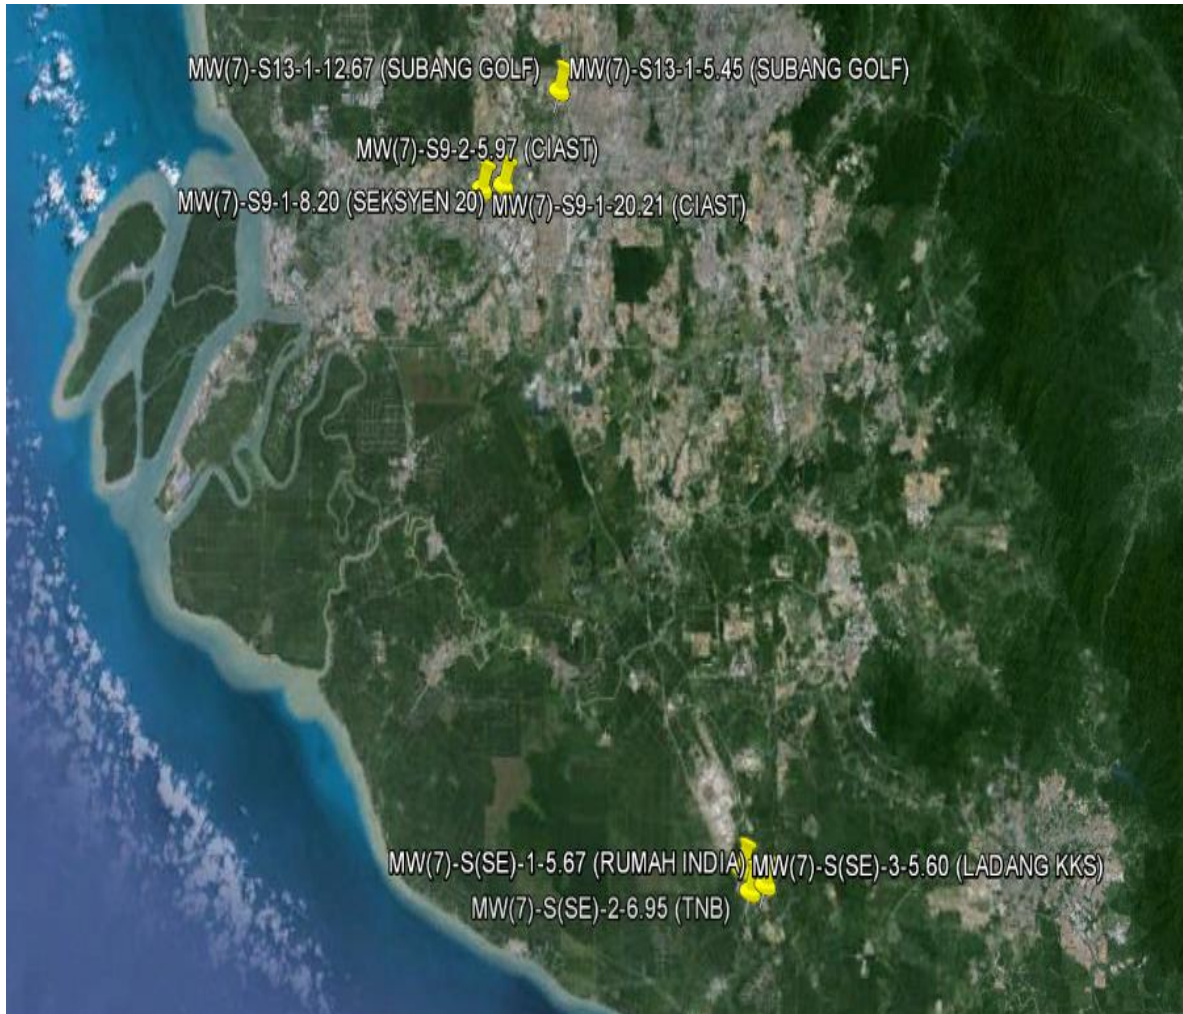 MW(7)-S13-1-12.67 (SUBANG GOLF) MW(7)-S13-1-5.45 (SUBANG GOLF)
MW(7)-S9-2-5.97 (CIAST)
MW(7)-S9-1-8.20 (SEKSYEN 20) MW(7)-S9-1-20.21 (CIAST)
MW(7)-S(SE)-1-5.67 (RUMAH INDIA) MW(7)-S(SE)-3-5.60 (LADANG KKS)
MW(7)-S(SE)-2-6.95 (TNB)